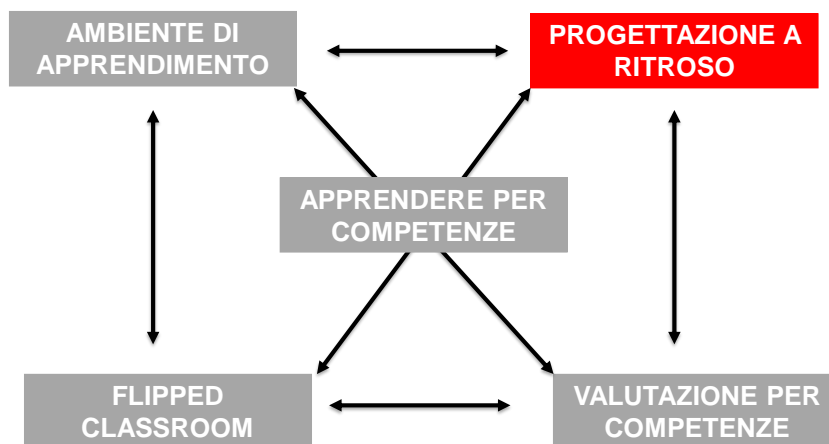 AMBIENTE DI
APPRENDIMENTO
PROGETTAZIONE A
RITROSO
APPRENDERE PER
COMPETENZE
FLIPPED
CLASSROOM
VALUTAZIONE PER
COMPETENZE